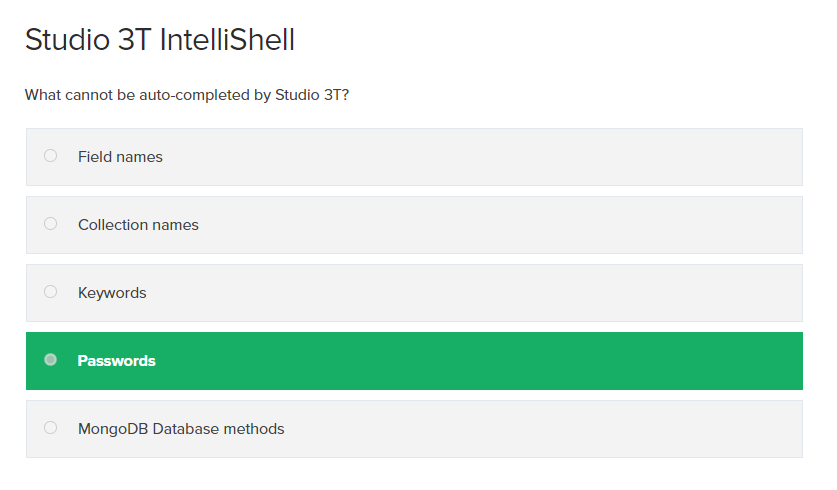 Studio 3T IntelliShell
What cannot be auto-completed by Studio 3T?
Field names
Collection names
Keywords
Passwords
MongoDB Database methods